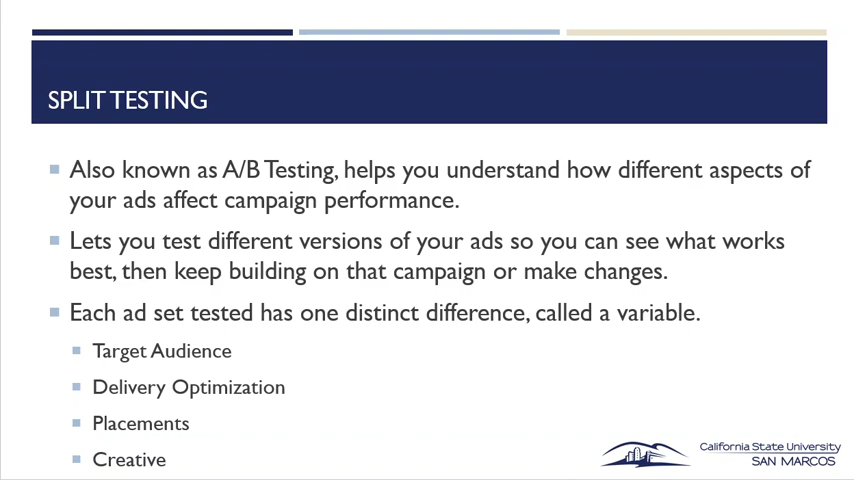 SPLIT TESTING
Also known as A/B Testing, helps you understand how different aspects of
your ads affect campaign performance.
Lets you test different versions of your ads so you can see what works
best, then keep building on that campaign or make changes.
Each ad set tested has one distinct difference, called a variable.
Target Audience
Delivery Optimization
Placements
Creative
California State University
SAN MARCOS